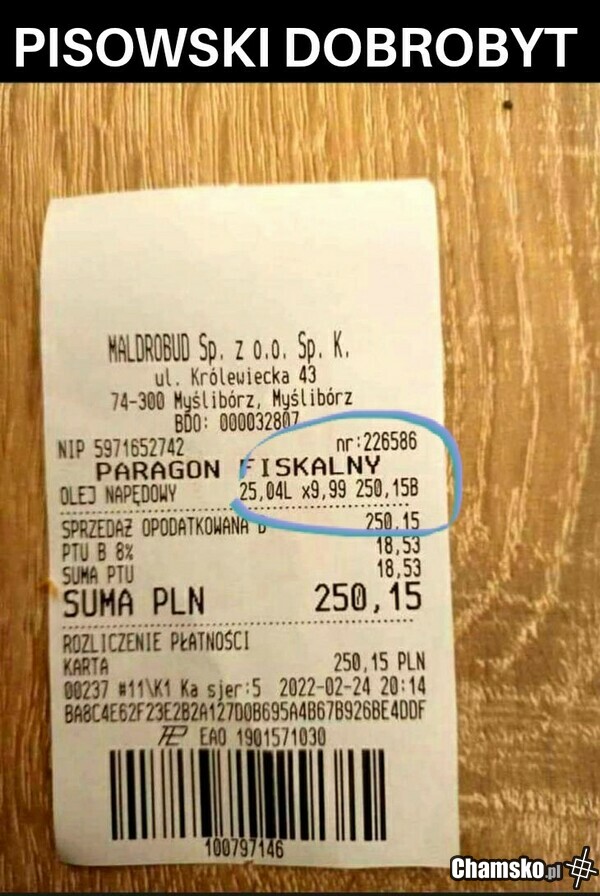 PISOWSKI DOBROBYT
MALDROBUD Sp. z o.o. Sp. K.
ul. Królewiecka 43
74-300 Myślibórz, Myślibórz
BDO: 000032807
NIP 5971652742 nr:226586
PARAGON FISKALNY
OLEJ NAPĘDOWY 25,04L x9,99 250,15B
SPRZEDAŻ OPODATKOWANA B 250.15
PTU B 8% 18,53
SUMA PTU 18,53
SUMA PLN 250,15
ROZLICZENIE PŁATNOŚCI
KARTA 250,15 PLN
00237 #11\K1 Kasjer:5 2022-02-24 20:14
BA8C4E62F23E2B2A127D0B695A4B67B926BE4DDF
EAO 1901571030
100797146
Chamsko.pl